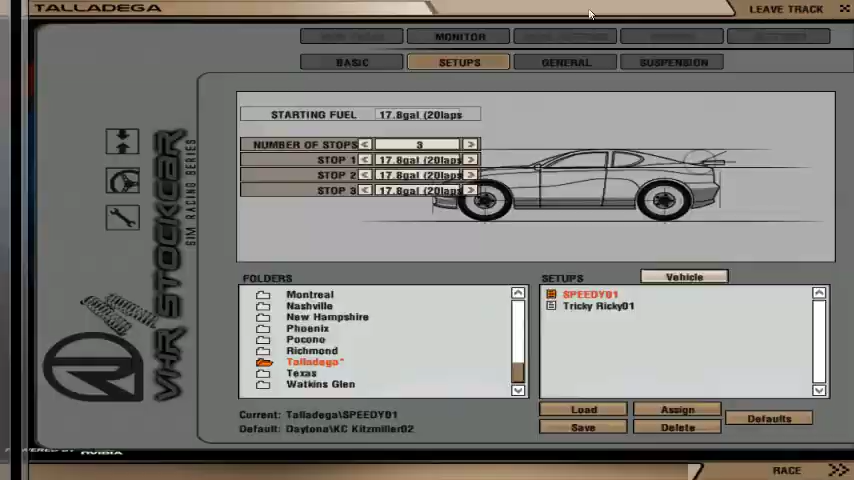 TALLADEGA
LEAVE TRACK
MONITOR
BASIC
SETUPS
GENERAL
SUSPENSION
STARTING FUEL 17.8gal (20laps
NUMBER OF STOPS < 3 >
STOP 1 < 17.8gal (20laps >
STOP 2 < 17.8gal (20laps >
STOP 3 < 17.8gal (20laps >
VHR STOCKCAR
SIM RACING SERIES
FOLDERS
Montreal
Nashville
New Hampshire
Phoenix
Pocono
Richmond
Talladega*
Texas
Watkins Glen
SETUPS
Vehicle
SPEEDY01
Tricky Ricky01
Current: Talladega\SPEEDY01
Default: Daytona\KC Kitzmiller02
Load
Assign
Save
Delete
Defaults
POWERED BY NVIDIA
RACE >>